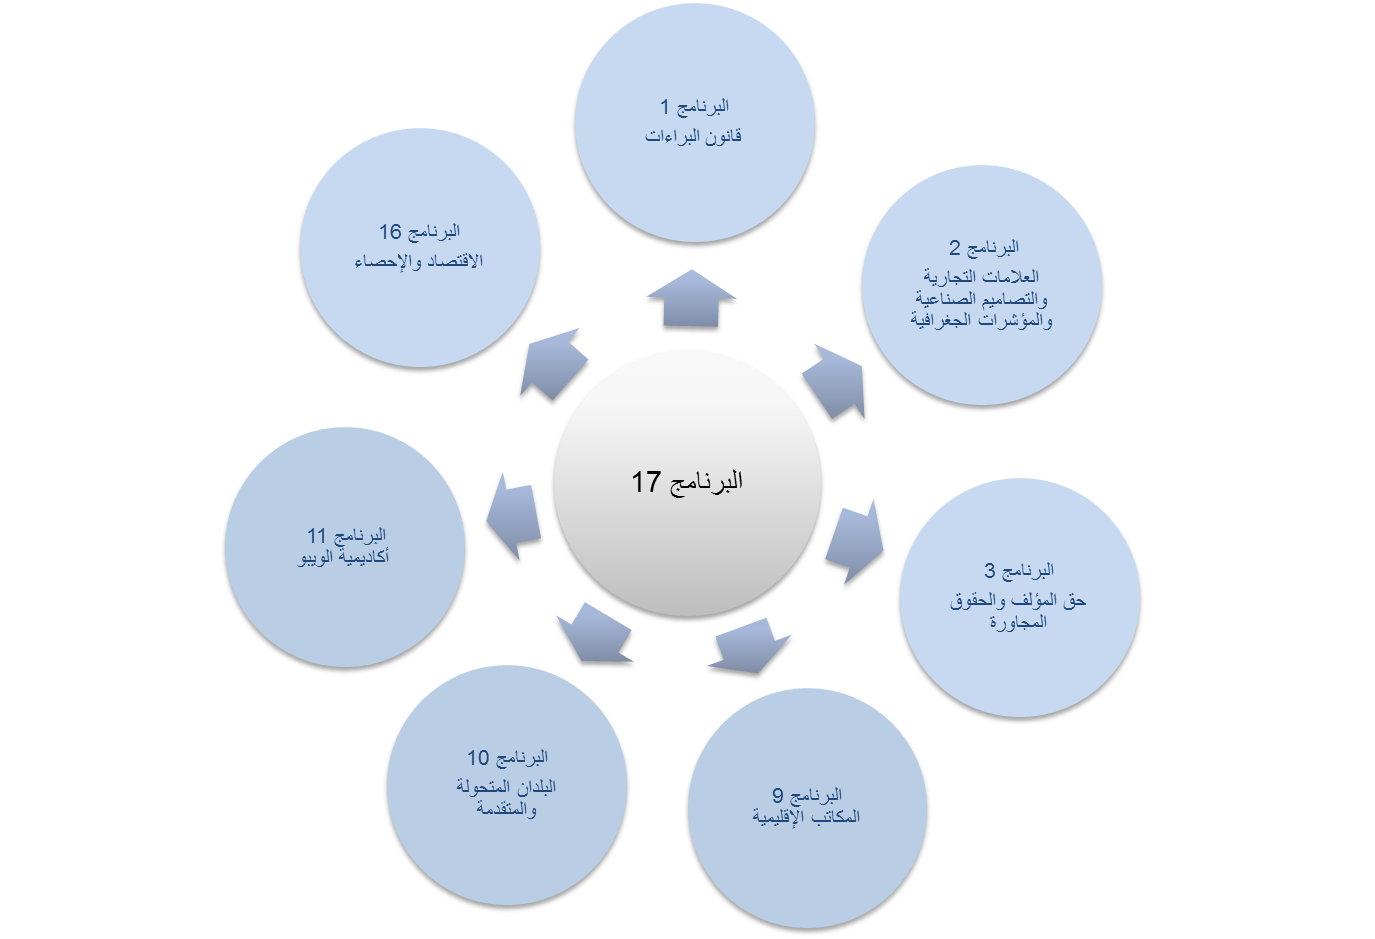 البرنامج 1
قانون البراءات
البرنامج 2
العلامات التجارية
والتصاميم الصناعية
والمؤشرات الجغرافية
البرنامج 3
حق المؤلف والحقوق
المجاورة
البرنامج 9
المكاتب الإقليمية
البرنامج 10
البلدان المتحولة
والمتقدمة
البرنامج 11
أكاديمية الويبو
البرنامج 16
الاقتصاد والإحصاء
البرنامج 17